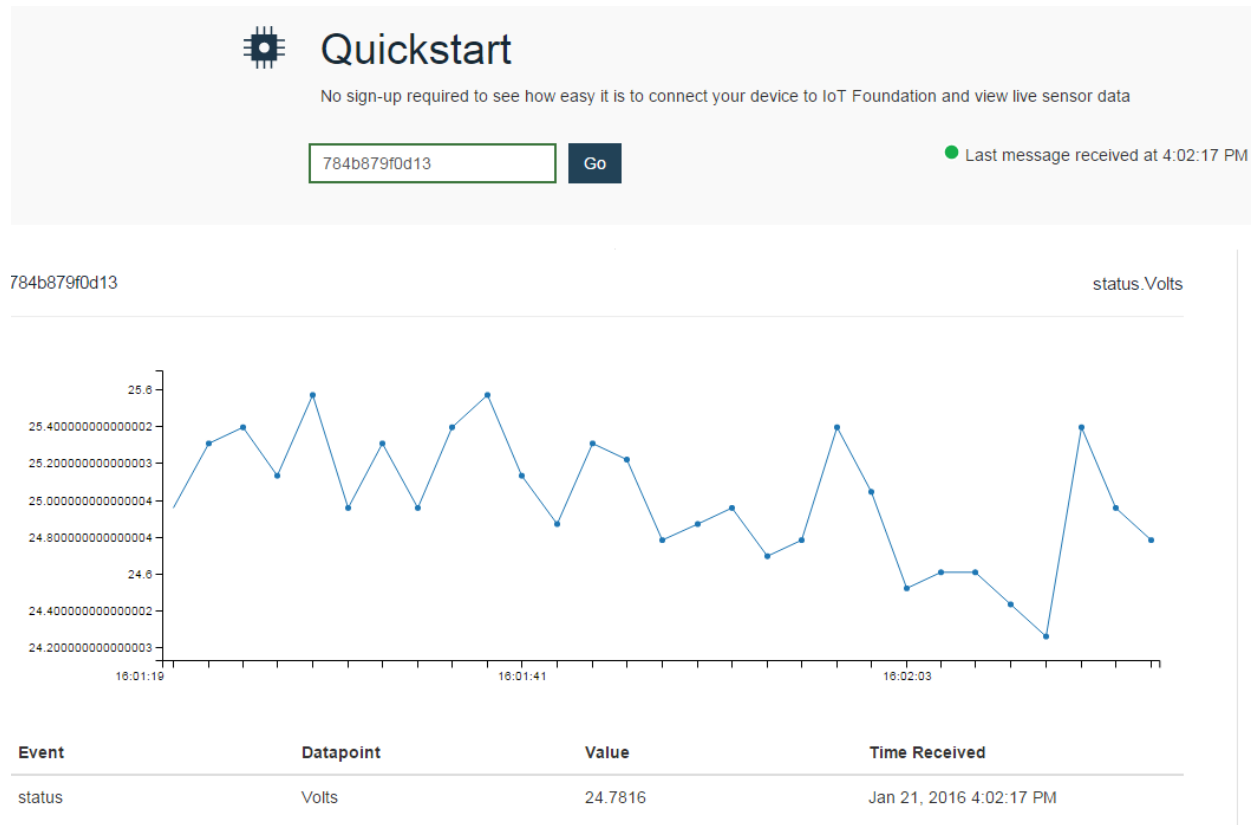 Quickstart
No sign-up required to see how easy it is to connect your device to IoT Foundation and view live sensor data
784b879f0d13 Go Last message received at 4:02:17 PM
784b879f0d13 status.Volts
25.6
25.400000000000002
25.200000000000003
25.000000000000004
24.800000000000004
24.6
24.400000000000002
24.200000000000003
16:01:19 16:01:41 16:02:03
Event Datapoint Value Time Received
status Volts 24.7816 Jan 21, 2016 4:02:17 PM